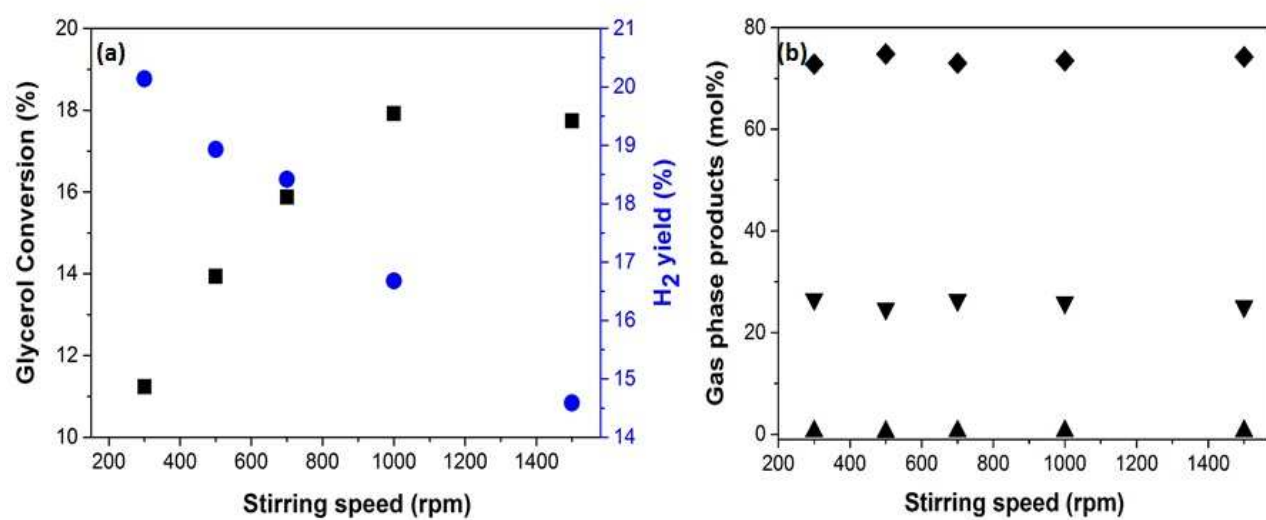 (a)
Glycerol Conversion (%)
20
18
16
14
12
10
21
20
19
18
17
16
15
14
H2 yield (%)
200 400 600 800 1000 1200 1400
Stirring speed (rpm)
(b)
Gas phase products (mol%)
80
60
40
20
0
200 400 600 800 1000 1200 1400
Stirring speed (rpm)